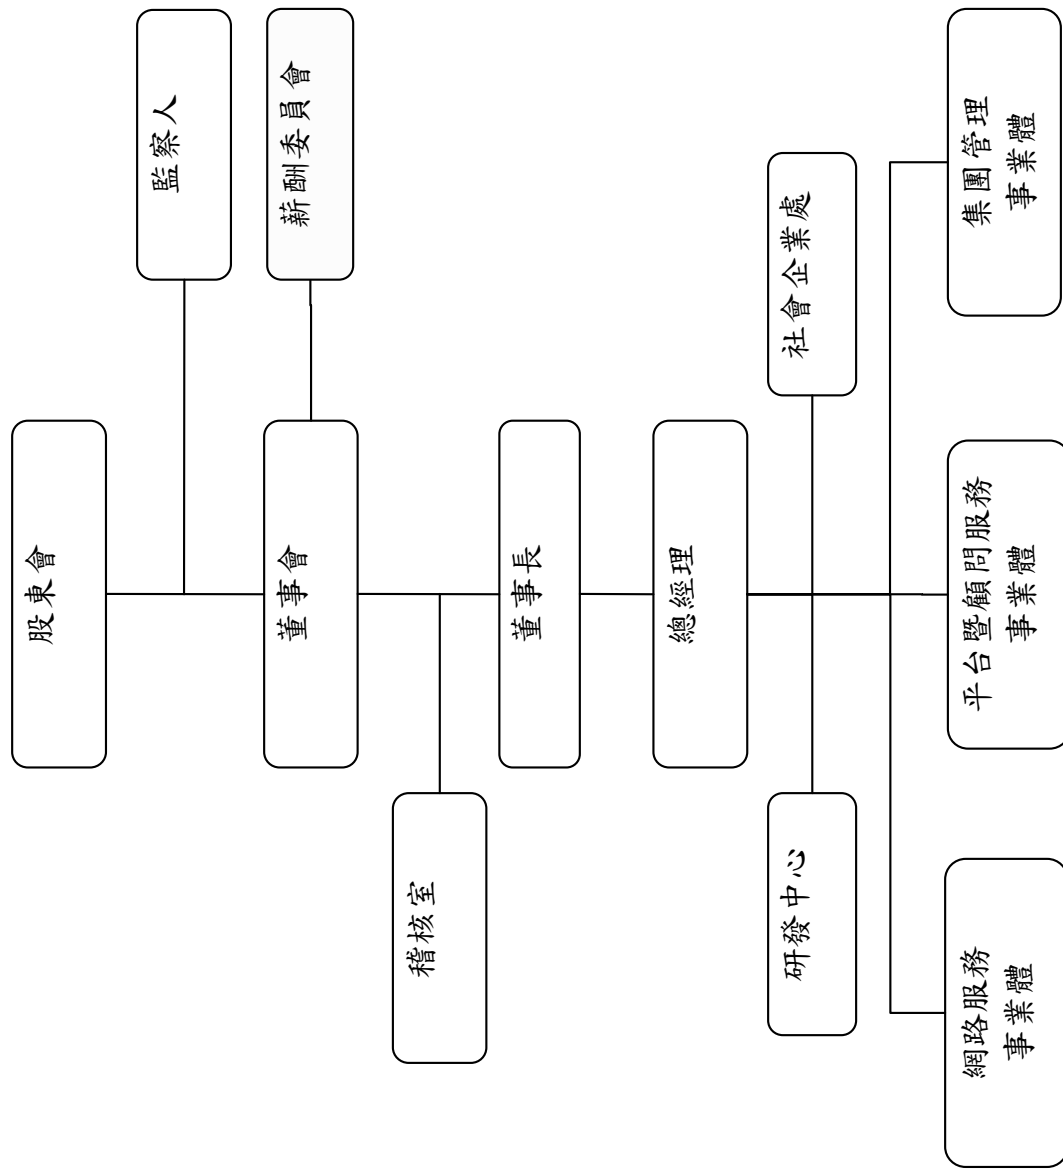 股東會
監察人
董事會
薪酬委員會
稽核室
董事長
總經理
研發中心
社會企業處
網路服務
事業體
平台暨顧問服務
事業體
集團管理
事業體